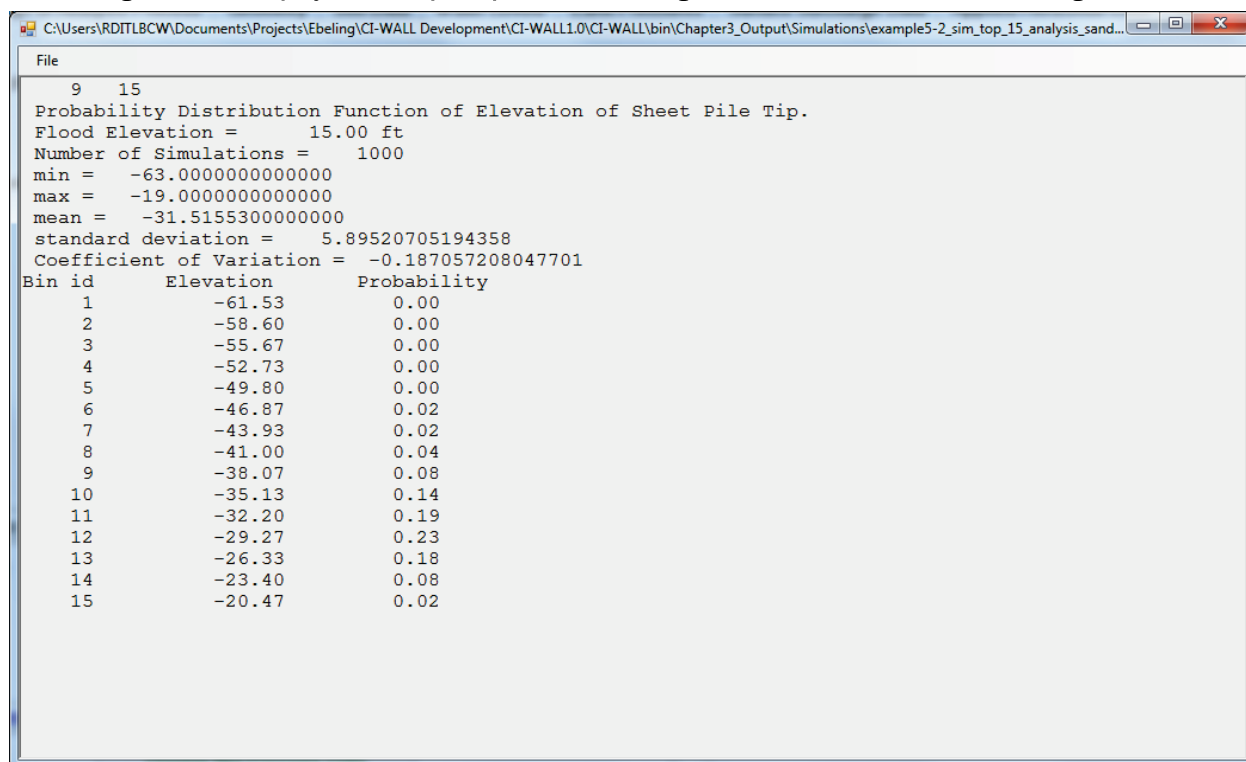 C:\Users\RDITLBCW\Documents\Projects\Ebeling\CI-WALL Development\CI-WALL1.0\CI-WALL\bin\Chapter3_Output\Simulations\example5-2_sim_top_15_analysis_sand...
File
9 15
Probability Distribution Function of Elevation of Sheet Pile Tip.
Flood Elevation = 15.00 ft
Number of Simulations = 1000
min = -63.0000000000000
max = -19.0000000000000
mean = -31.5155300000000
standard deviation = 5.89520705194358
Coefficient of Variation = -0.187057208047701
Bin id Elevation Probability
1 -61.53 0.00
2 -58.60 0.00
3 -55.67 0.00
4 -52.73 0.00
5 -49.80 0.00
6 -46.87 0.02
7 -43.93 0.02
8 -41.00 0.04
9 -38.07 0.08
10 -35.13 0.14
11 -32.20 0.19
12 -29.27 0.23
13 -26.33 0.18
14 -23.40 0.08
15 -20.47 0.02